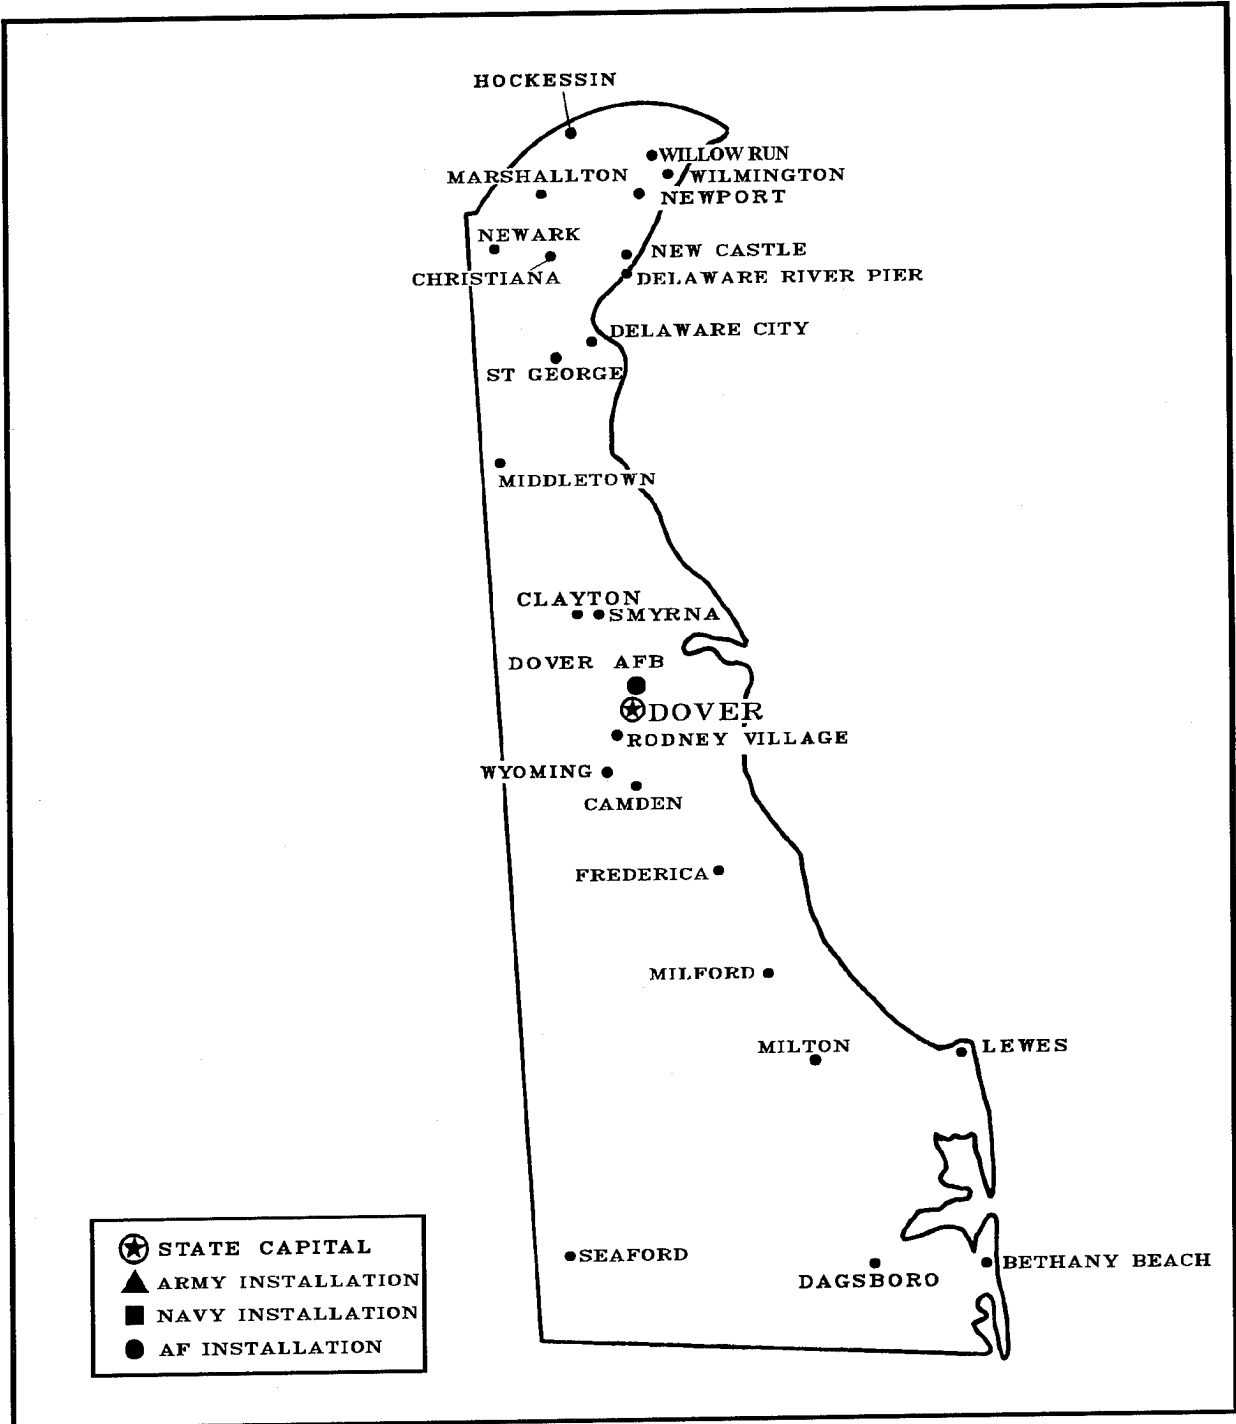 HOCKESSIN
WILLOW RUN
MARSHALLTON
WILMINGTON
NEWPORT
NEWARK
NEW CASTLE
CHRISTIANA
DELAWARE RIVER PIER
DELAWARE CITY
ST GEORGE
MIDDLETOWN
CLAYTON
SMYRNA
DOVER AFB
DOVER
RODNEY VILLAGE
WYOMING
CAMDEN
FREDERICA
MILFORD
MILTON
LEWES
SEAFORD
BETHANY BEACH
DAGSBORO
STATE CAPITAL
ARMY INSTALLATION
NAVY INSTALLATION
AF INSTALLATION